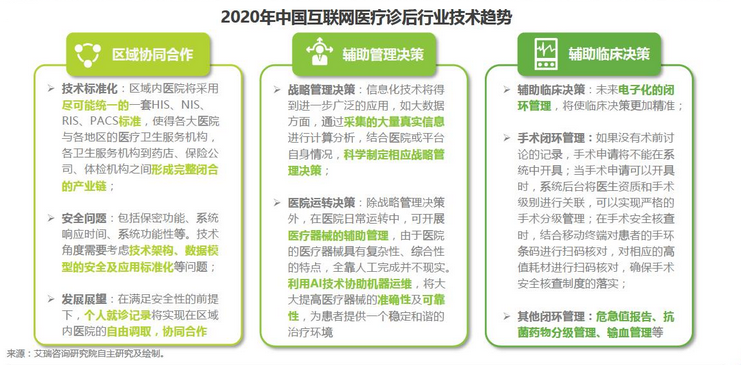 2020年中国互联网医疗诊后行业技术趋势
区域协同合作
技术标准化：区域内医院将采用
尽可能统一的一套HIS、NIS、
RIS、PACS标准，使得各大医院
与各地区的医疗卫生服务机构，
各卫生服务机构到药店、保险公
司、体检机构之间形成完整闭合
的产业链；
安全问题：包括保密功能、系统
响应时间、系统功能性等。技术
角度需要考虑技术架构、数据模
型的安全及应用标准化等问题；
发展展望：在满足安全性的前提
下，个人就诊记录将实现在区域
内医院的自由调取，协同合作
辅助管理决策
战略管理决策：信息化技术将得
到进一步广泛的应用，如大数据
方面，通过采集的大量真实信息
进行计算分析，结合医院或平台
自身情况，科学制定相应战略管
理决策；
医院运转决策：除战略管理决策
外，在医院日常运转中，可开展
医疗器械的辅助管理，由于医院
的医疗器械具有复杂性、综合性
的特点，全靠人工完成并不现实。
利用AI技术协助机器运维，将大
大提高医疗器械的准确性及可靠
性，为患者提供一个稳定和谐的
治疗环境
辅助临床决策
辅助临床决策：未来电子化的闭
环管理，将使临床决策更加精准；
手术闭环管理：如果没有术前讨
论的记录，手术申请将不能在系
统中开具；当手术申请可以开具
时，系统后台将医生资质和手术
级别进行关联，可以实现严格的
手术分级管理；在手术安全核查
时，结合移动终端对患者的手环
条码进行扫码核对，对相应的高
值耗材进行扫码核对，确保手术
安全核查制度的落实；
其他闭环管理：危急值报告、抗
菌药物分级管理、输血管理等
来源：艾瑞咨询研究院自主研究及绘制。